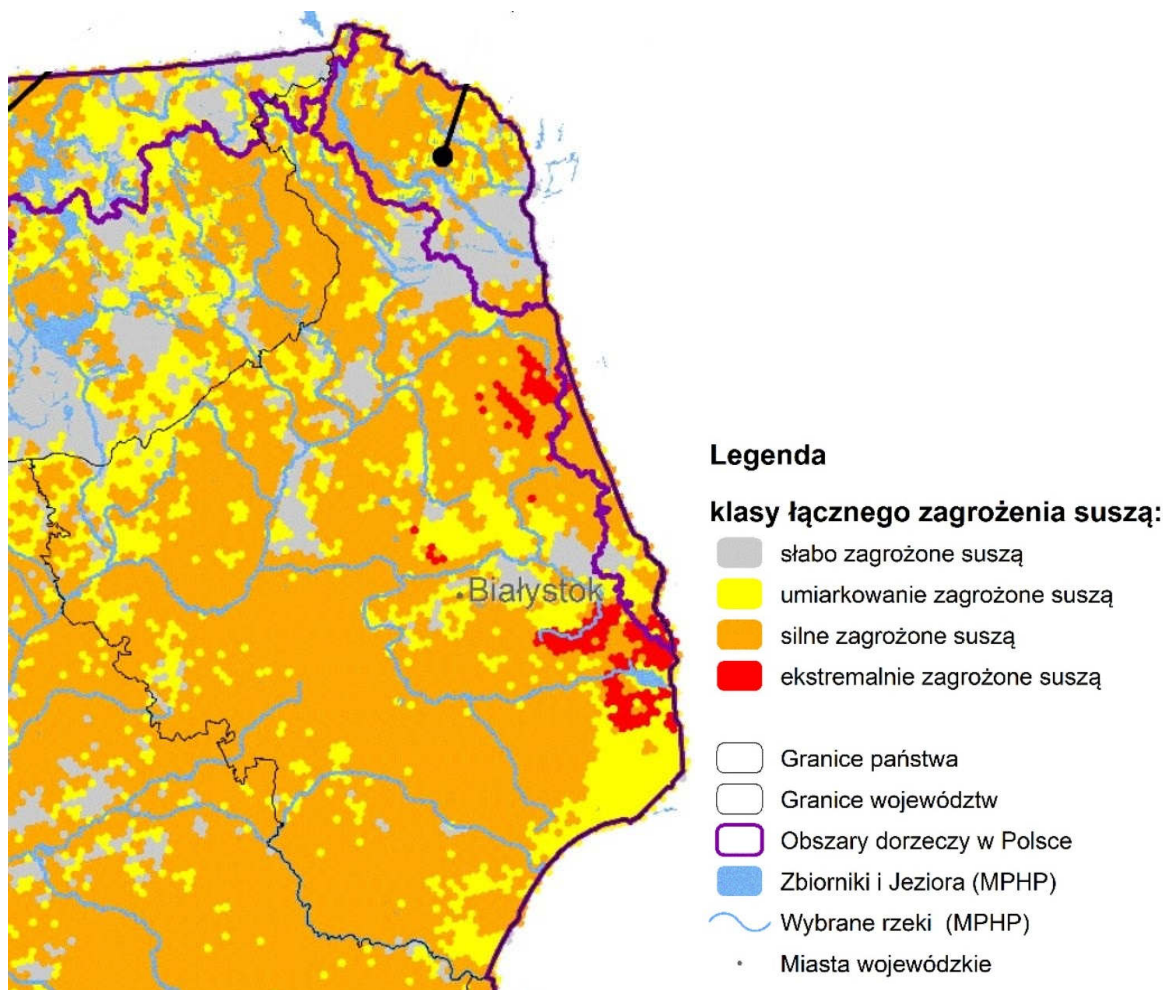 Białystok
Legenda
klasy łącznego zagrożenia suszą:
słabo zagrożone suszą
umiarkowanie zagrożone suszą
silne zagrożone suszą
ekstremalnie zagrożone suszą
Granice państwa
Granice województw
Obszary dorzeczy w Polsce
Zbiorniki i Jeziora (MPHP)
Wybrane rzeki (MPHP)
Miasta wojewódzkie